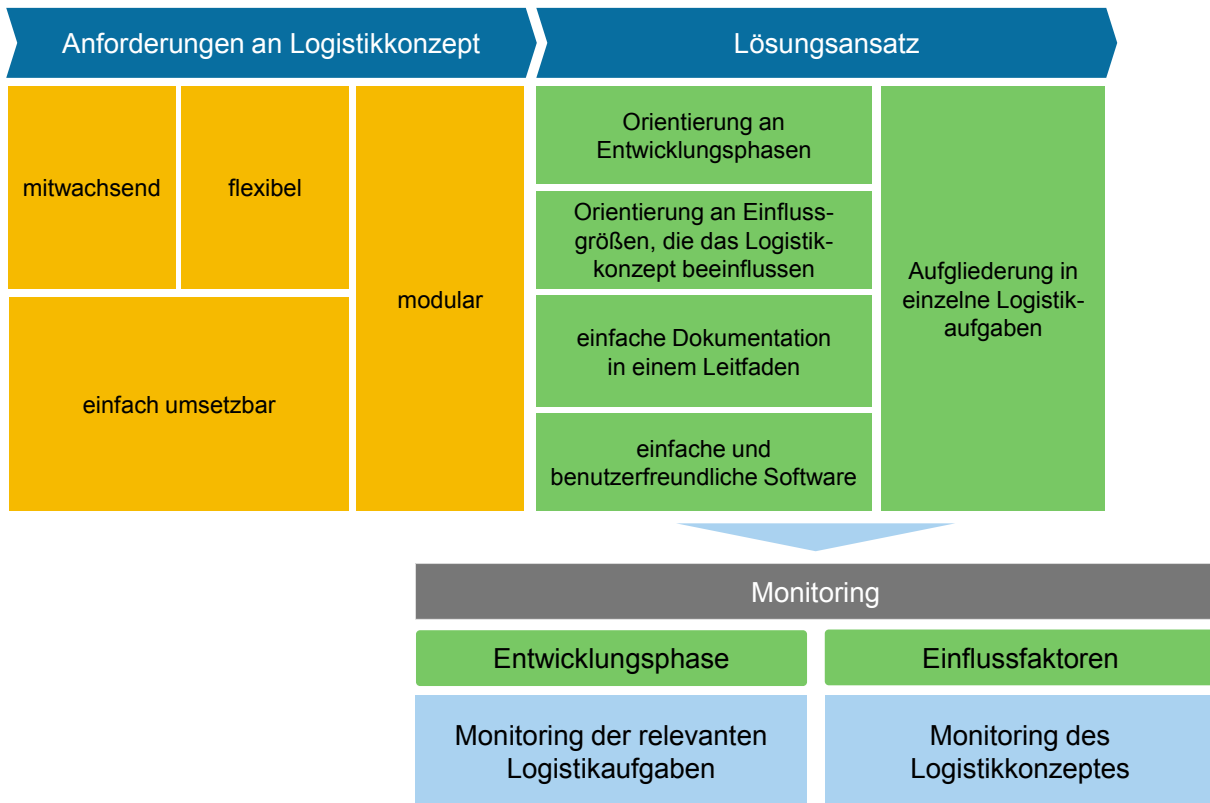 Anforderungen an Logistikkonzept
Lösungsansatz
mitwachsend
flexibel
modular
einfach umsetzbar
Orientierung an
Entwicklungsphasen
Orientierung an Einfluss-
größen, die das Logistik-
konzept beeinflussen
einfache Dokumentation
in einem Leitfaden
einfache und
benutzerfreundliche Software
Aufgliederung in
einzelne Logistik-
aufgaben
Monitoring
Entwicklungsphase
Einflussfaktoren
Monitoring der relevanten
Logistikaufgaben
Monitoring des
Logistikkonzeptes